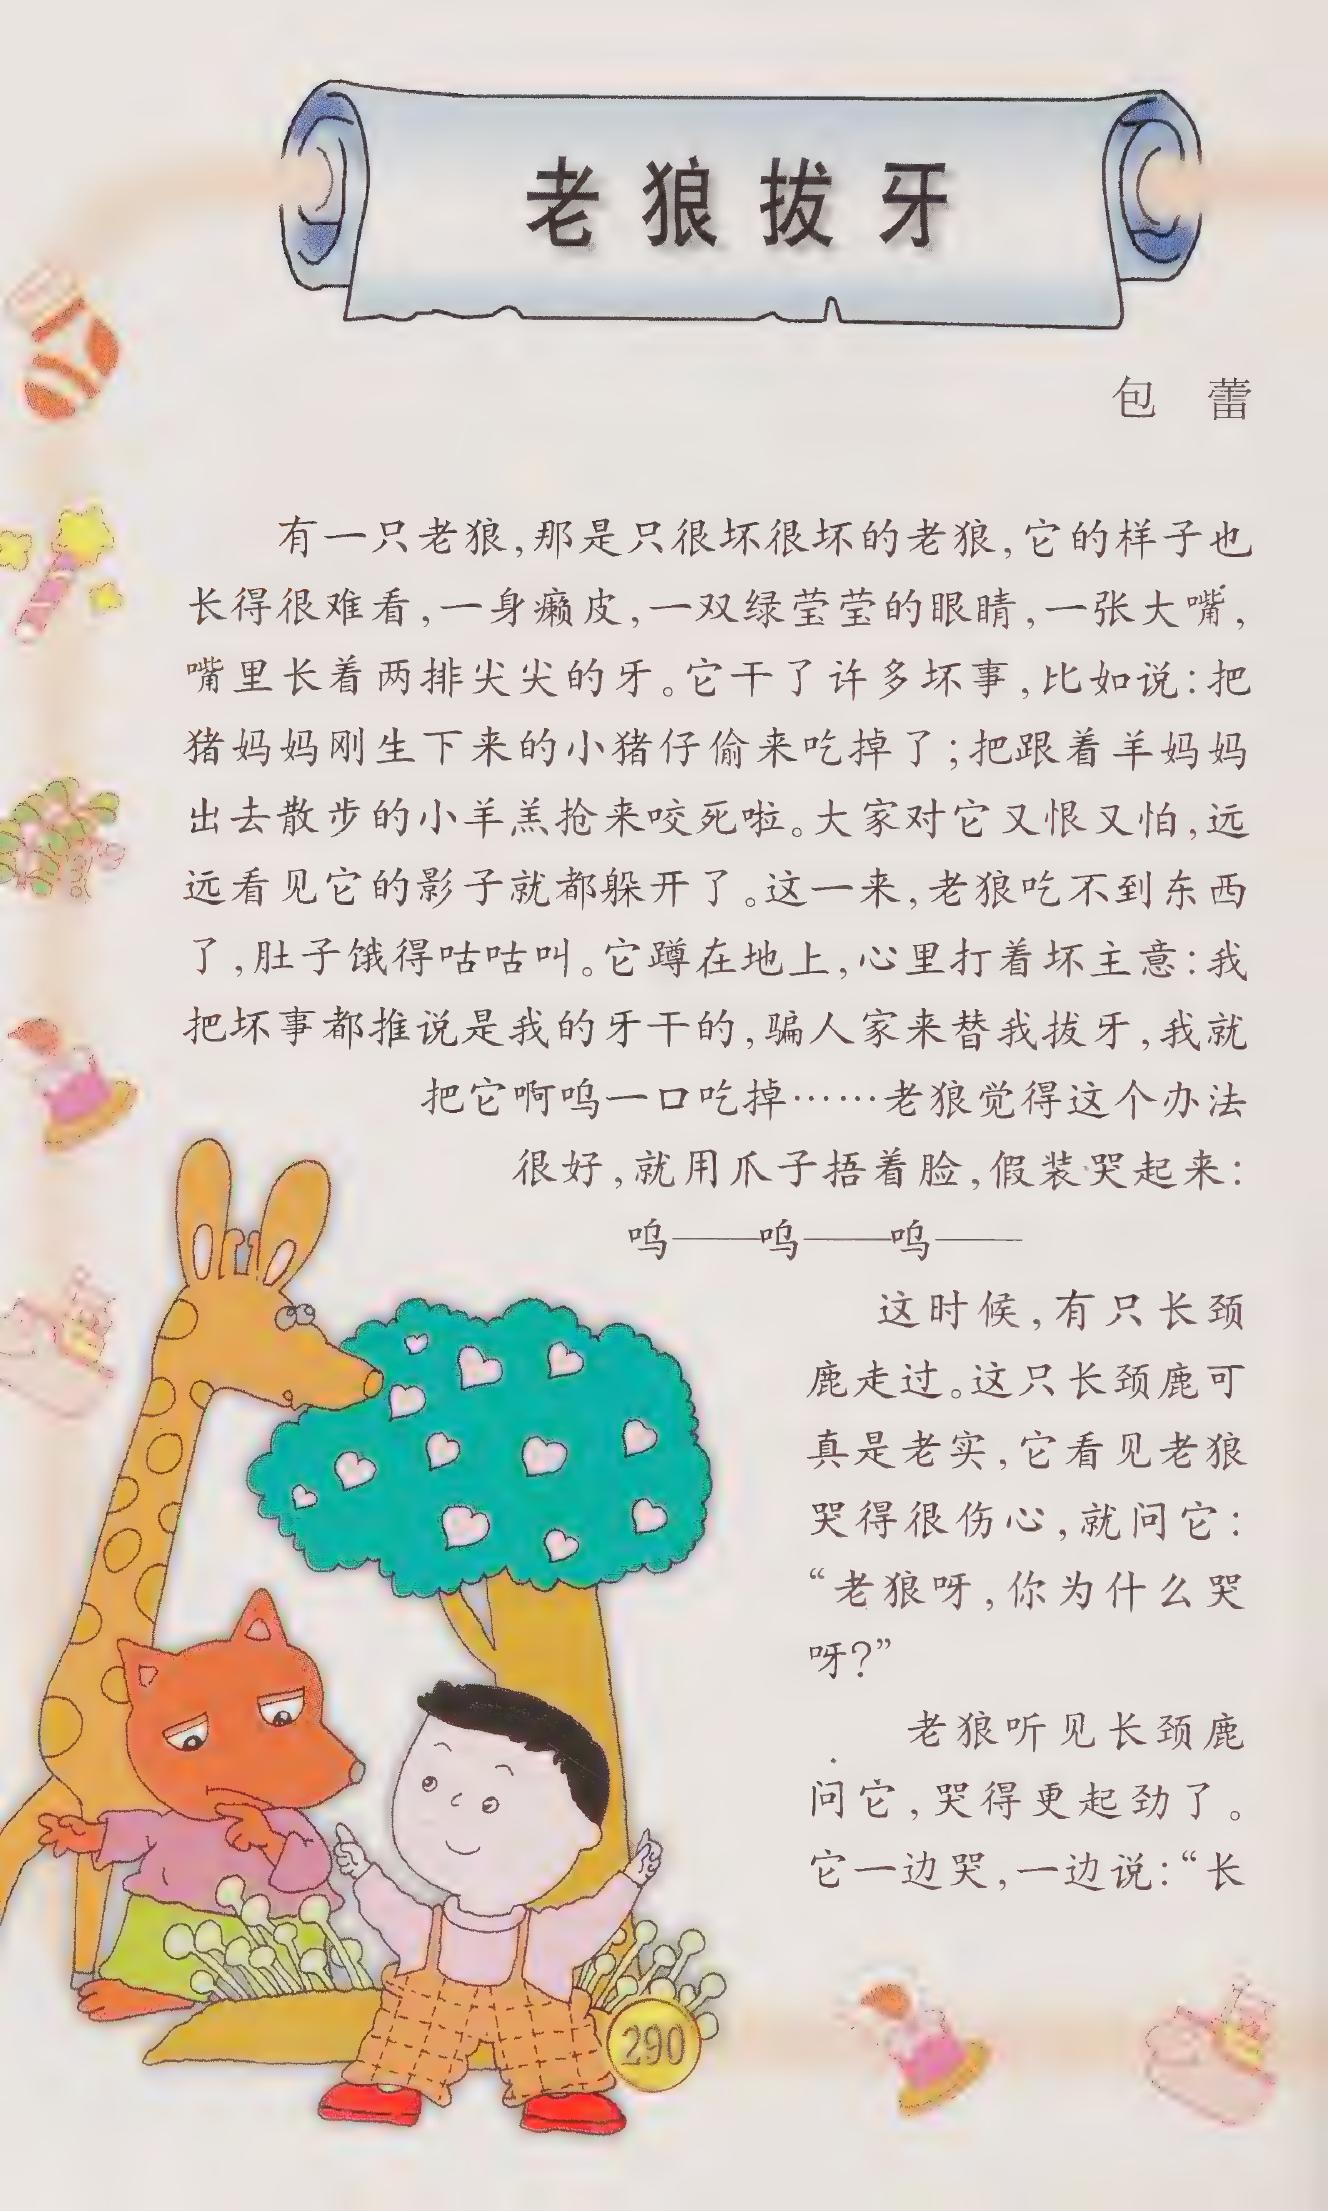 老狼拔牙
包 蕾
有一只老狼,那是只很坏很坏的老狼,它的样子也
长得很难看,一身癞皮,一双绿莹莹的眼睛,一张大嘴,
嘴里长着两排尖尖的牙。它干了许多坏事,比如说:把
猪妈妈刚生下来的小猪仔偷来吃掉了;把跟着羊妈妈
出去散步的小羊羔抢来咬死啦。大家对它又恨又怕,远
远看见它的影子就都躲开了。这一来,老狼吃不到东西
了,肚子饿得咕咕叫。它蹲在地上,心里打着坏主意:我
把坏事都推说是我的牙干的,骗人家来替我拔牙,我就
把它啊呜一口吃掉……老狼觉得这个办法
很好,就用爪子捂着脸,假装哭起来:
呜——呜——呜——
这时候,有只长颈
鹿走过。这只长颈鹿可
真是老实,它看见老狼
哭得很伤心,就问它:
“老狼呀,你为什么哭
呀?”
老狼听见长颈鹿
问它,哭得更起劲了。
它一边哭,一边说:“长
290